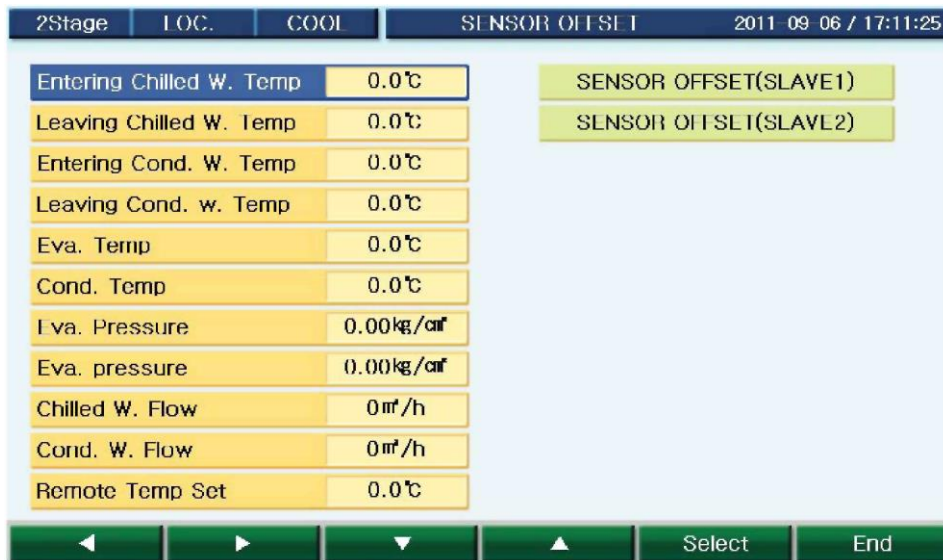 2Stage LOC. COOL SENSOR OFFSET 2011-09-06 / 17:11:25
Entering Chilled W. Temp 0.0℃ SENSOR OFFSET(SLAVE1)
Leaving Chilled W. Temp 0.0℃ SENSOR OFFSET(SLAVE2)
Entering Cond. W. Temp 0.0℃
Leaving Cond. w. Temp 0.0℃
Eva. Temp 0.0℃
Cond. Temp 0.0℃
Eva. Pressure 0.00kg/㎠
Eva. pressure 0.00kg/㎠
Chilled W. Flow 0㎥/h
Cond. W. Flow 0㎥/h
Remote Temp Set 0.0℃
◀ ▶ ▼ ▲ Select End